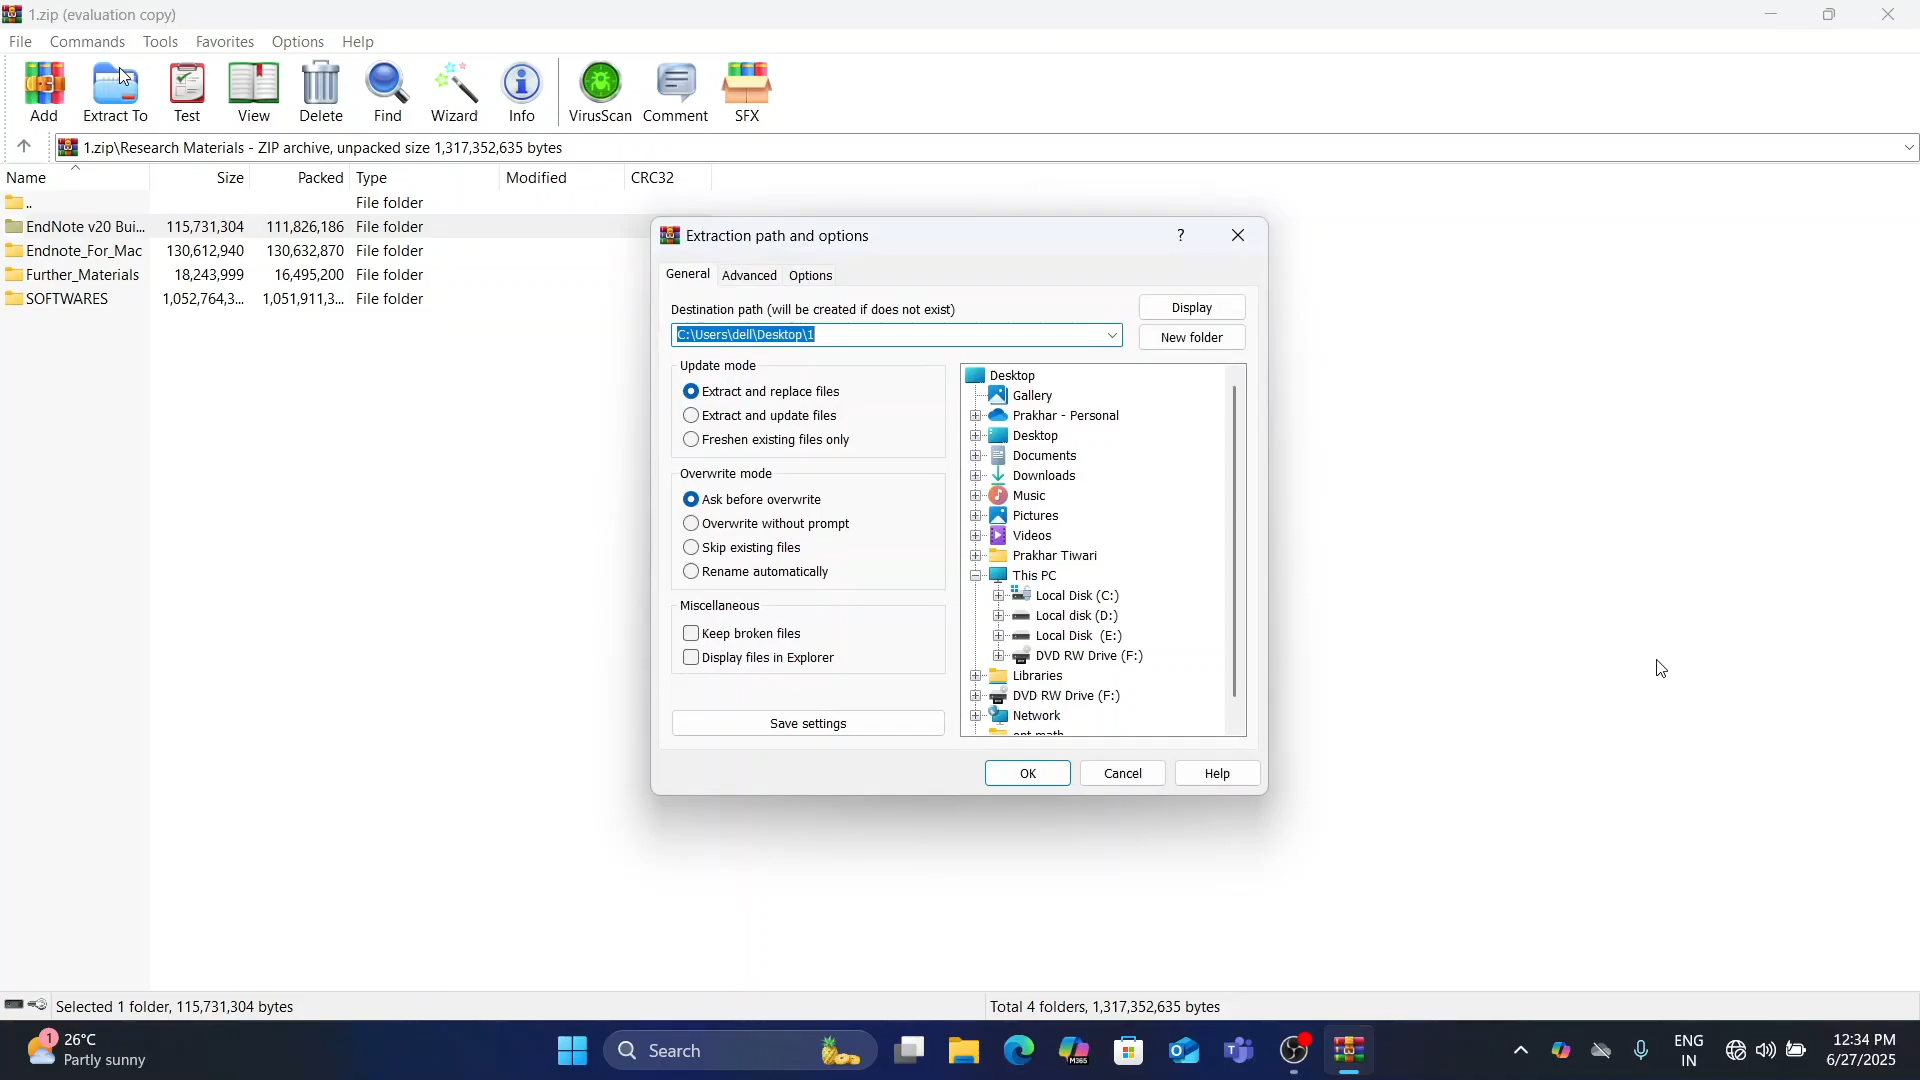 1.zip (evaluation copy)
File Commands Tools Favorites Options Help
Add Extract To Test View Delete Find Wizard Info VirusScan Comment SFX
1.zip\Research Materials - ZIP archive, unpacked size 1,317,352,635 bytes
Name Size Packed Type Modified CRC32
.. File folder
EndNote v20 Bui... 115,731,304 111,826,186 File folder
Endnote_For_Mac 130,612,940 130,632,870 File folder
Further_Materials 18,243,999 16,495,200 File folder
SOFTWARES 1,052,764,3... 1,051,911,3... File folder
Extraction path and options ?
General Advanced Options
Destination path (will be created if does not exist)
Display
C:\Users\dell\Desktop\1
New folder
Update mode
Extract and replace files
Extract and update files
Freshen existing files only
Overwrite mode
Ask before overwrite
Overwrite without prompt
Skip existing files
Rename automatically
Miscellaneous
Keep broken files
Display files in Explorer
Save settings
Desktop
Gallery
Prakhar - Personal
Desktop
Documents
Downloads
Music
Pictures
Videos
Prakhar Tiwari
This PC
Local Disk (C:)
Local disk (D:)
Local Disk (E:)
DVD RW Drive (F:)
Libraries
DVD RW Drive (F:)
Network
OK Cancel Help
Selected 1 folder, 115,731,304 bytes
Total 4 folders, 1,317,352,635 bytes
1
26°C
Partly sunny
Search
M365
ENG
IN
12:34 PM
6/27/2025